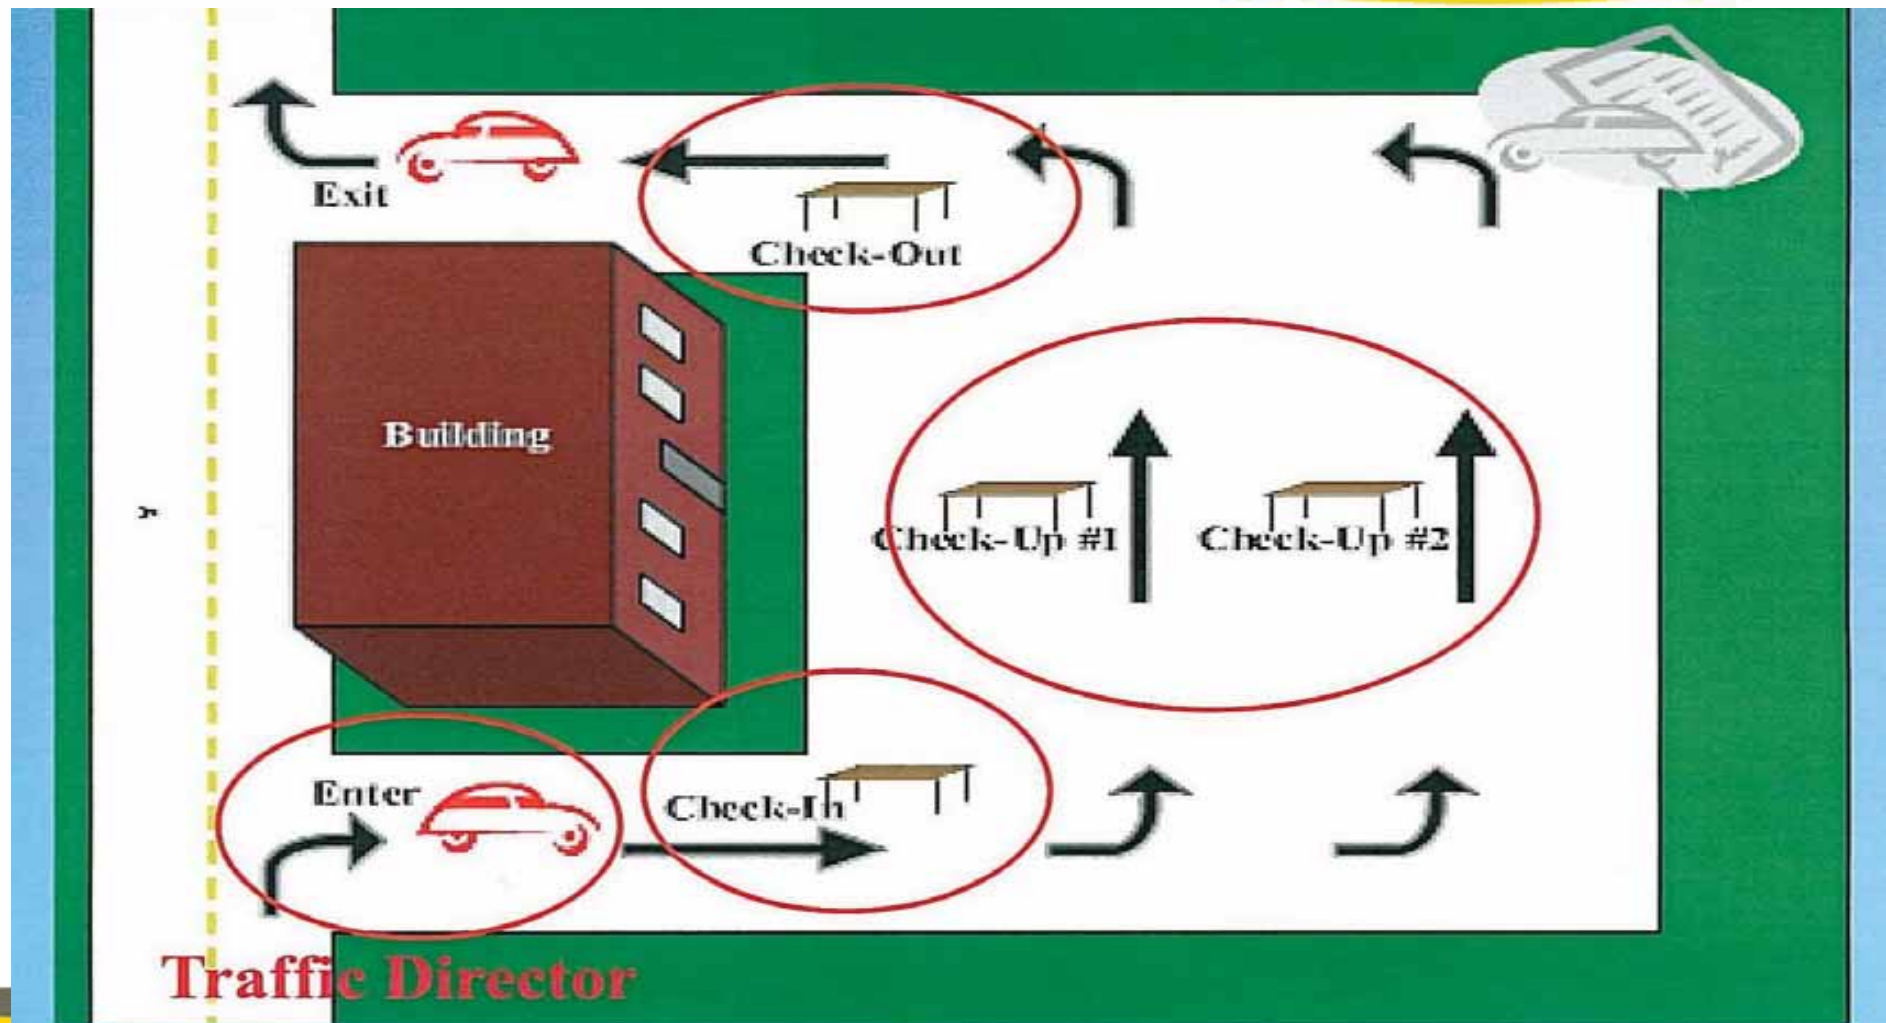 Exit
Check-Out
Building
Check-Up #1
Check-Up #2
Enter
Check-In
Traffic Director